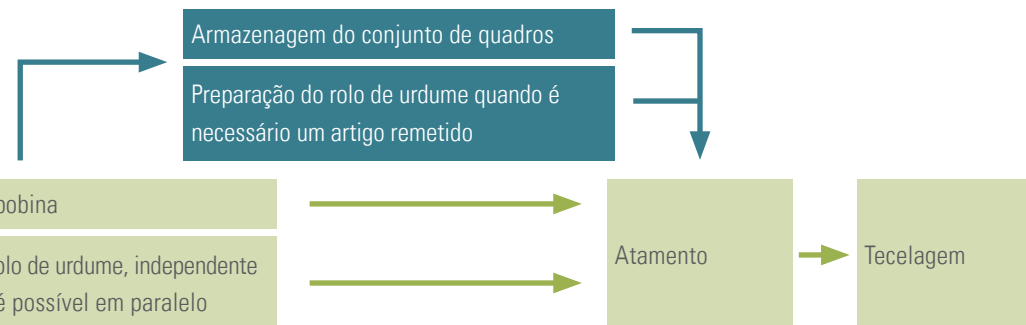 Armazenagem do conjunto de quadros
Preparação do rolo de urdume quando é
necessário um artigo remetido
bobina
olo de urdume, independente
é possível em paralelo
Atamento
Tecelagem